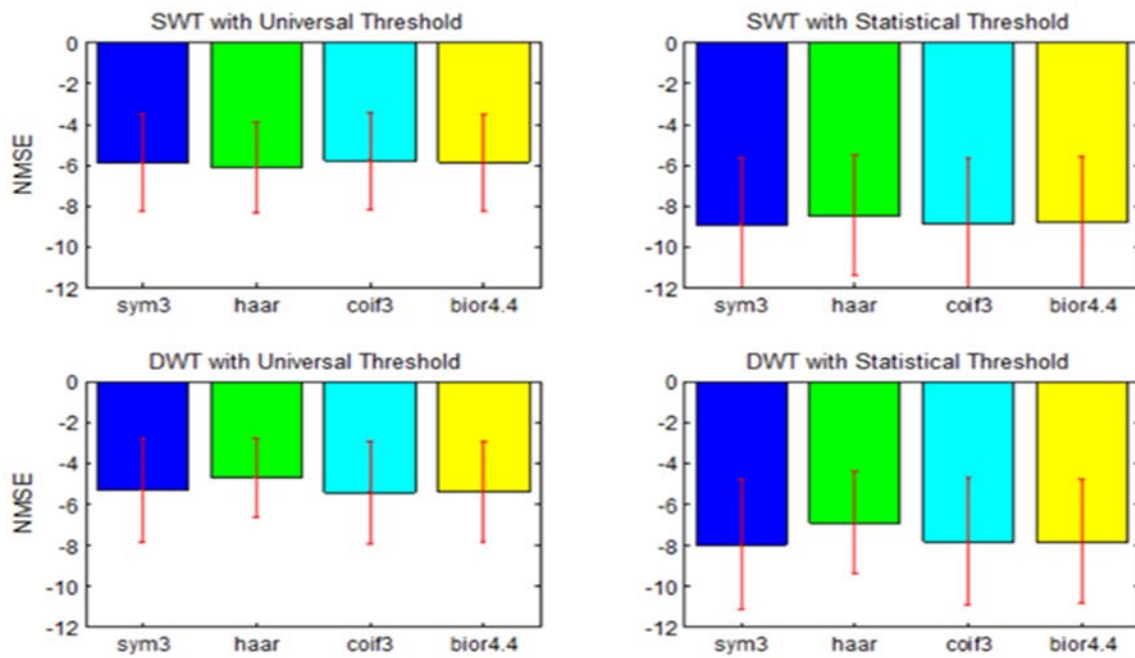 SWT with Universal Threshold
NMSE
0
-2
-4
-6
-8
-10
-12
sym3 haar coif3 bior4.4
SWT with Statistical Threshold
0
-2
-4
-6
-8
-10
-12
sym3 haar coif3 bior4.4
DWT with Universal Threshold
NMSE
0
-2
-4
-6
-8
-10
-12
sym3 haar coif3 bior4.4
DWT with Statistical Threshold
0
-2
-4
-6
-8
-10
-12
sym3 haar coif3 bior4.4